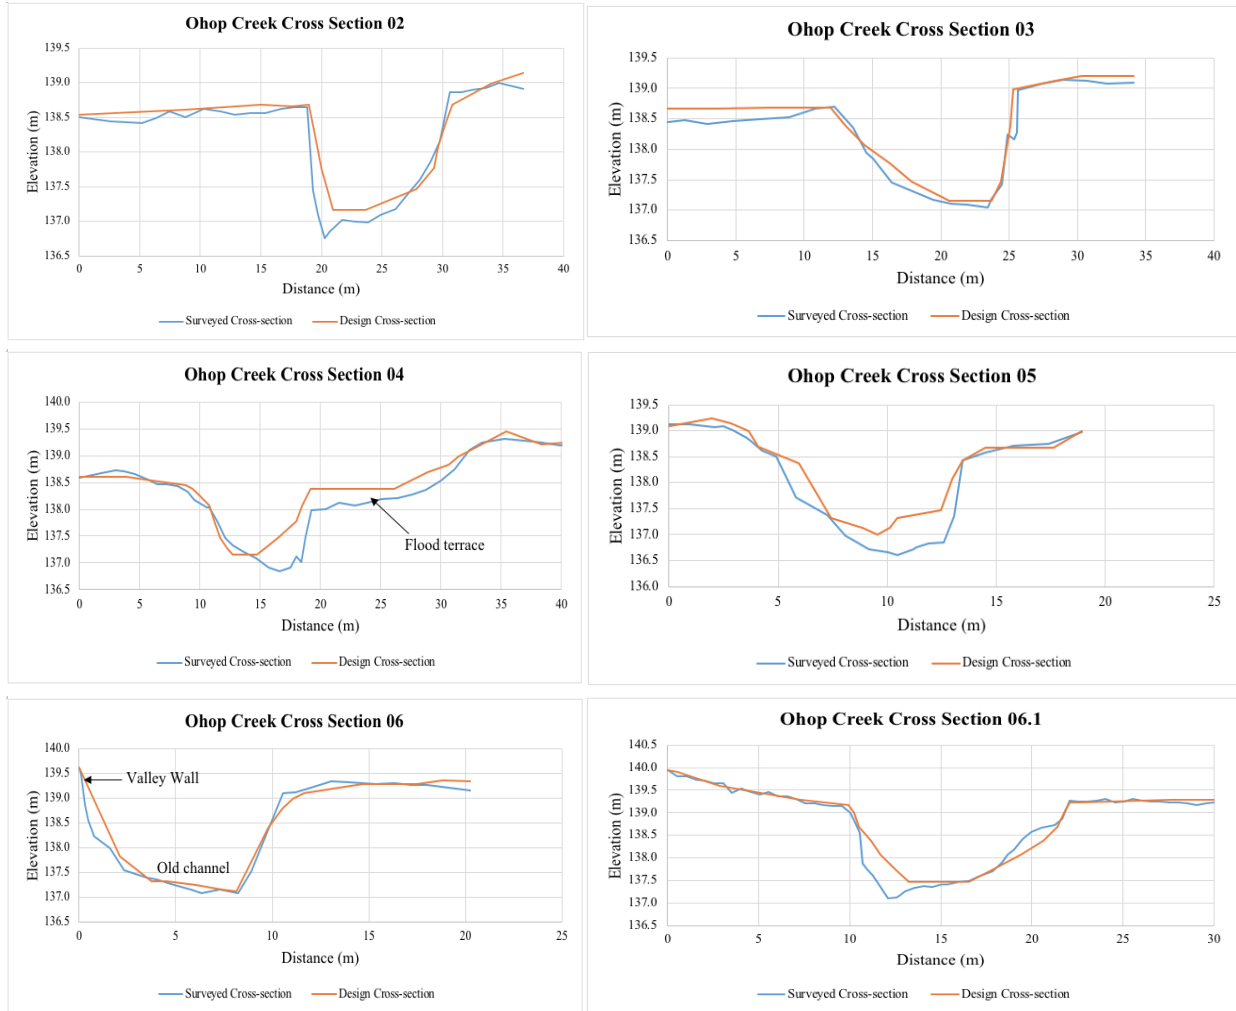 Ohop Creek Cross Section 02
139.5
139.0
138.5
138.0
137.5
137.0
136.5
Elevation (m)
0 5 10 15 20 25 30 35 40
Distance (m)
Surveyed Cross-section Design Cross-section
Ohop Creek Cross Section 03
139.5
139.0
138.5
138.0
137.5
137.0
136.5
Elevation (m)
0 5 10 15 20 25 30 35 40
Distance (m)
Surveyed Cross-section Design Cross-section
Ohop Creek Cross Section 04
140.0
139.5
139.0
138.5
138.0
137.5
137.0
136.5
Elevation (m)
Flood terrace
0 5 10 15 20 25 30 35 40
Distance (m)
Surveyed Cross-section Design Cross-section
Ohop Creek Cross Section 05
139.5
139.0
138.5
138.0
137.5
137.0
136.5
136.0
Elevation (m)
0 5 10 15 20 25
Distance (m)
Surveyed Cross-section Design Cross-section
Ohop Creek Cross Section 06
140.0
139.5
139.0
138.5
138.0
137.5
137.0
136.5
Elevation (m)
Valley Wall
Old channel
0 5 10 15 20 25
Distance (m)
Surveyed Cross-section Design Cross-section
Ohop Creek Cross Section 06.1
140.5
140.0
139.5
139.0
138.5
138.0
137.5
137.0
136.5
Elevation (m)
0 5 10 15 20 25 30
Distance (m)
Surveyed Cross-section Design Cross-section